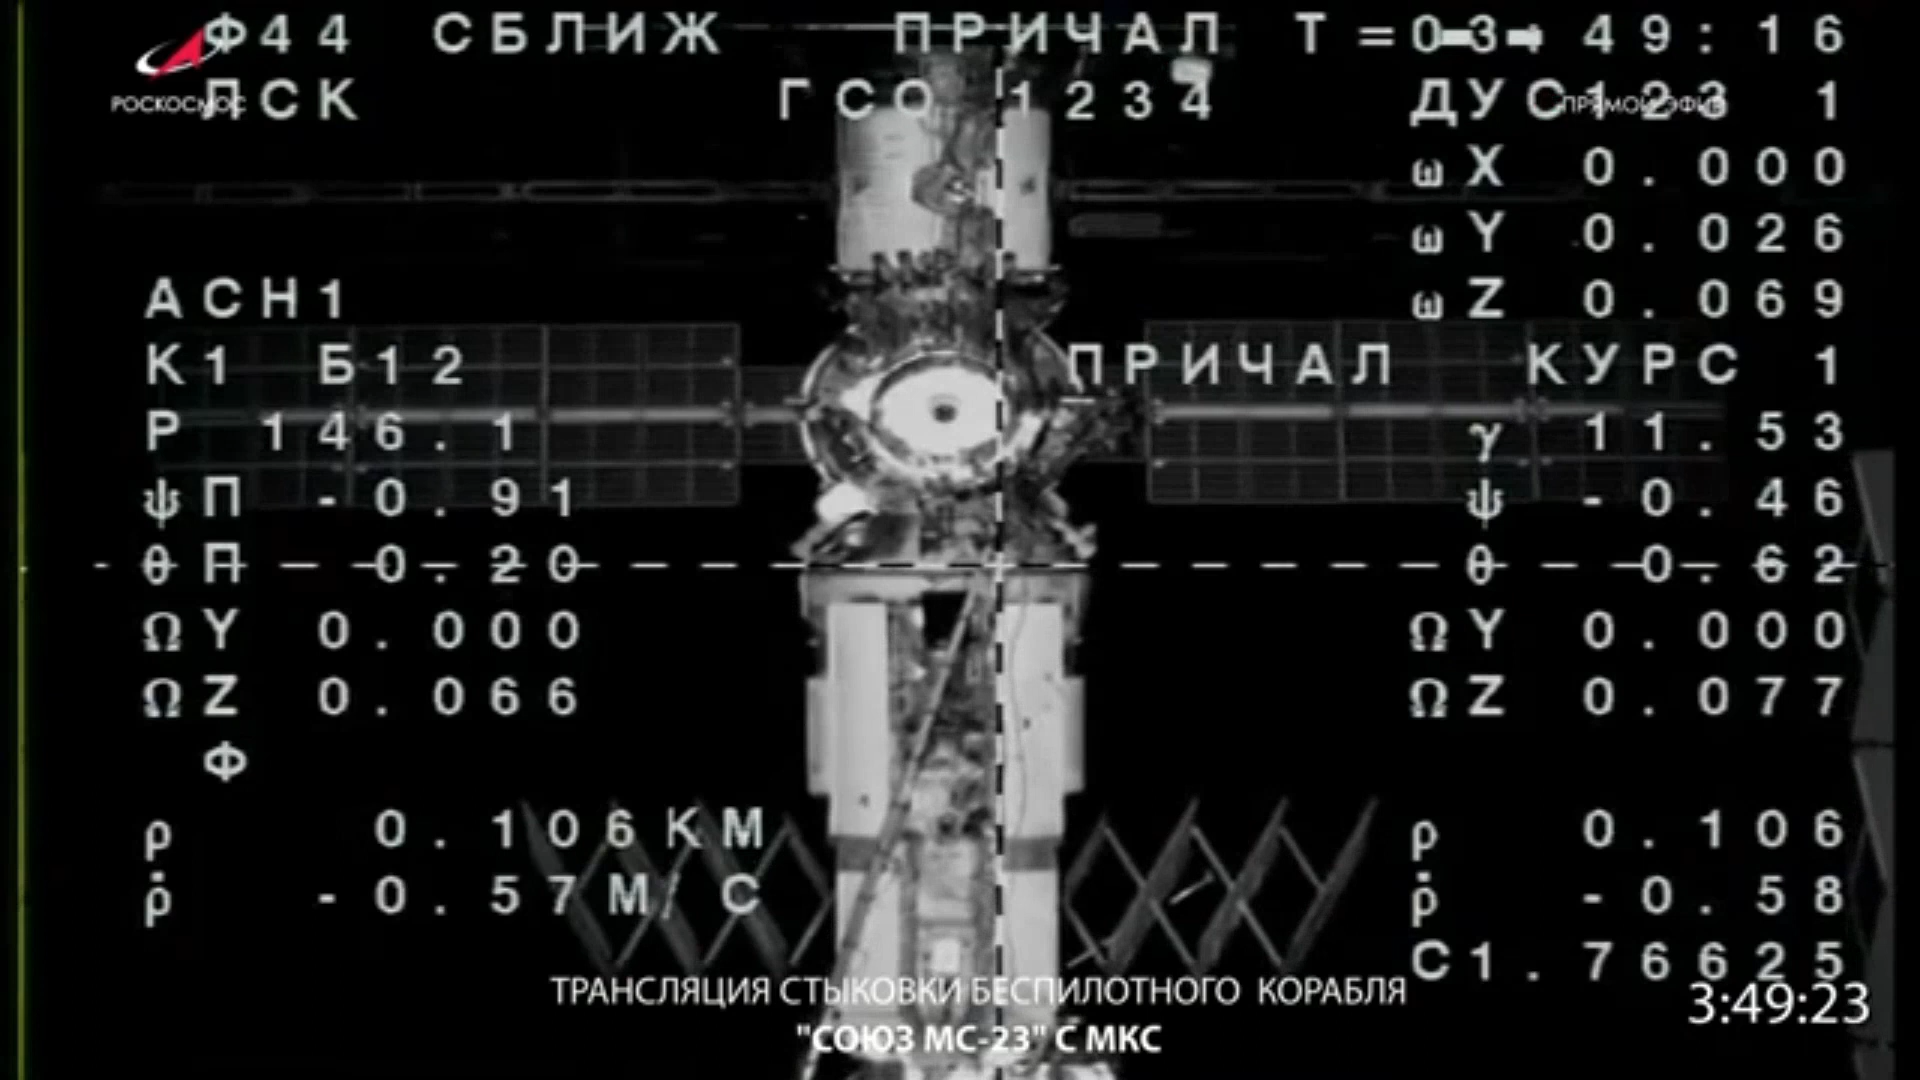 Ф44 СБЛИЖ ПРИЧАЛ Т=03:49:16
РОСКОСМОС
ЛСК ГСО 1234 ДУС123 1
ПРЯМОЙ ЭФИР
ωX 0.000
ωY 0.026
ωZ 0.069
АСН1
К1 Б12 ПРИЧАЛ КУРС 1
Р 146.1 γ 11.53
ψП -0.91 ψ -0.46
θП 0.20 θ 0.62
ΩY 0.000 ΩY 0.000
ΩZ 0.066 ΩZ 0.077
Ф
ρ 0.106КМ ρ 0.106
ρ̇ -0.57М/С ρ̇ -0.58
С1.76625
ТРАНСЛЯЦИЯ СТЫКОВКИ БЕСПИЛОТНОГО КОРАБЛЯ
"СОЮЗ МС-23" С МКС
3:49:23